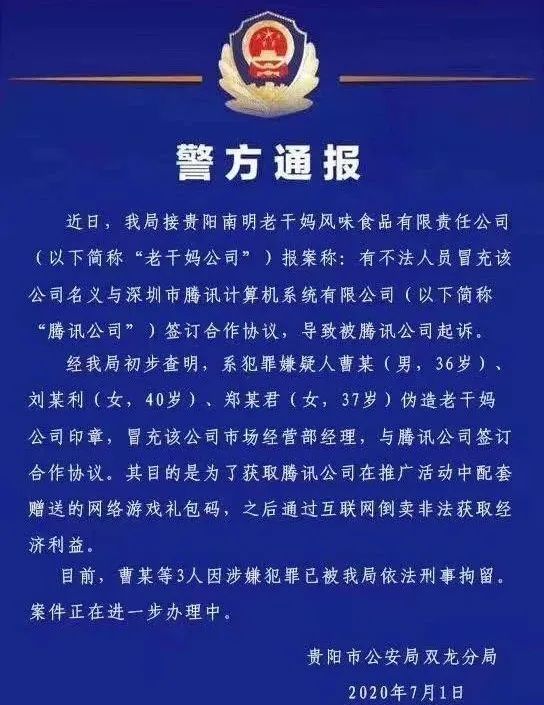 警方通报
近日，我局接贵阳南明老干妈风味食品有限责任公司
（以下简称“老干妈公司”）报案称：有不法人员冒充该
公司名义与深圳市腾讯计算机系统有限公司（以下简称
“腾讯公司”）签订合作协议，导致被腾讯公司起诉。
经我局初步查明，系犯罪嫌疑人曹某（男，36岁）、
刘某利（女，40岁）、郑某君（女，37岁）伪造老干妈
公司印章，冒充该公司市场经营部经理，与腾讯公司签订
合作协议。其目的是为了获取腾讯公司在推广活动中配套
赠送的网络游戏礼包码，之后通过互联网倒卖非法获取经
济利益。
目前，曹某等3人因涉嫌犯罪已被我局依法刑事拘留。
案件正在进一步办理中。
贵阳市公安局双龙分局
2020年7月1日